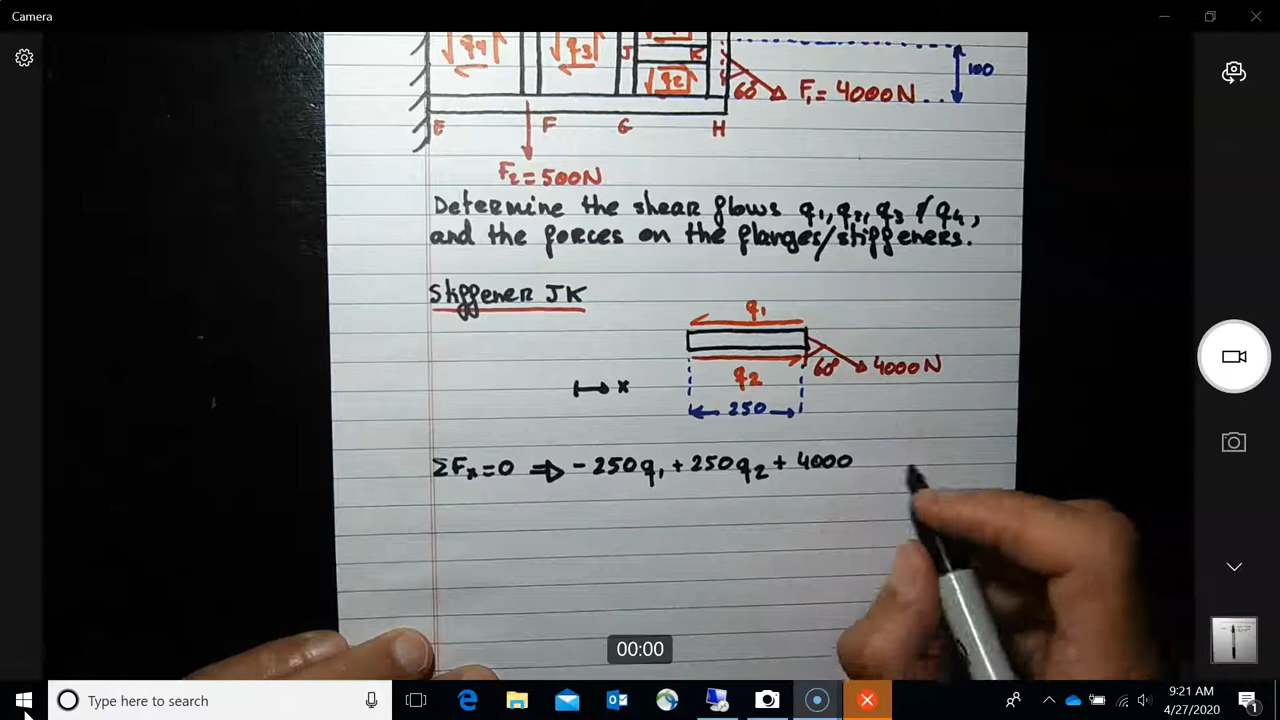 Camera
q4
q3
J
K
q2
100
60°
F1 = 4000N
E
F
G
H
F2 = 500N
Determine the shear flows q1, q2, q3 & q4,
and the forces on the flanges/stiffeners.
Stiffener JK
q1
60°
4000N
q2
x
250
ΣFx = 0 ⇒ - 250q1 + 250q2 + 4000
00:00
Type here to search
9:21 AM
4/27/2020
1